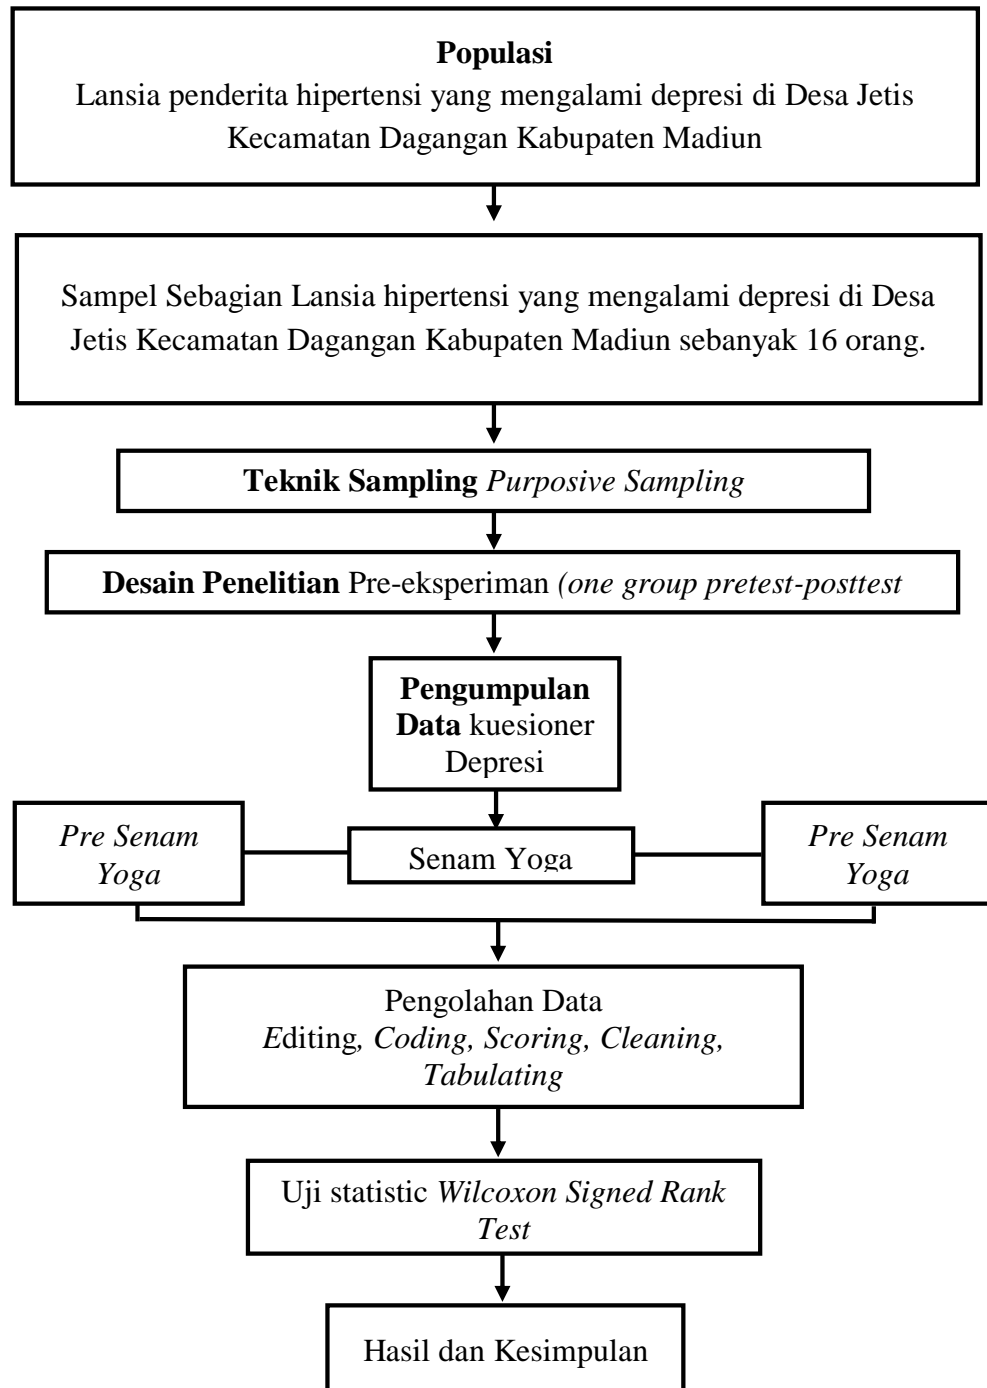 Populasi
Lansia penderita hipertensi yang mengalami depresi di Desa Jetis
Kecamatan Dagangan Kabupaten Madiun
Sampel Sebagian Lansia hipertensi yang mengalami depresi di Desa
Jetis Kecamatan Dagangan Kabupaten Madiun sebanyak 16 orang.
Teknik Sampling Purposive Sampling
Desain Penelitian Pre-eksperiman (one group pretest-posttest
Pengumpulan
Data kuesioner
Depresi
Pre Senam
Yoga
Senam Yoga
Pre Senam
Yoga
Pengolahan Data
Editing, Coding, Scoring, Cleaning,
Tabulating
Uji statistic Wilcoxon Signed Rank
Test
Hasil dan Kesimpulan